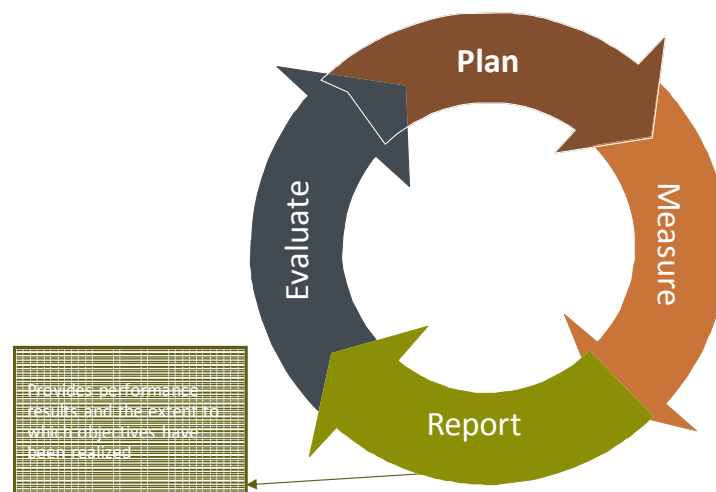 Plan
Measure
Report
Evaluate
Provides performance
results and the extent to
which objectives have
been realized